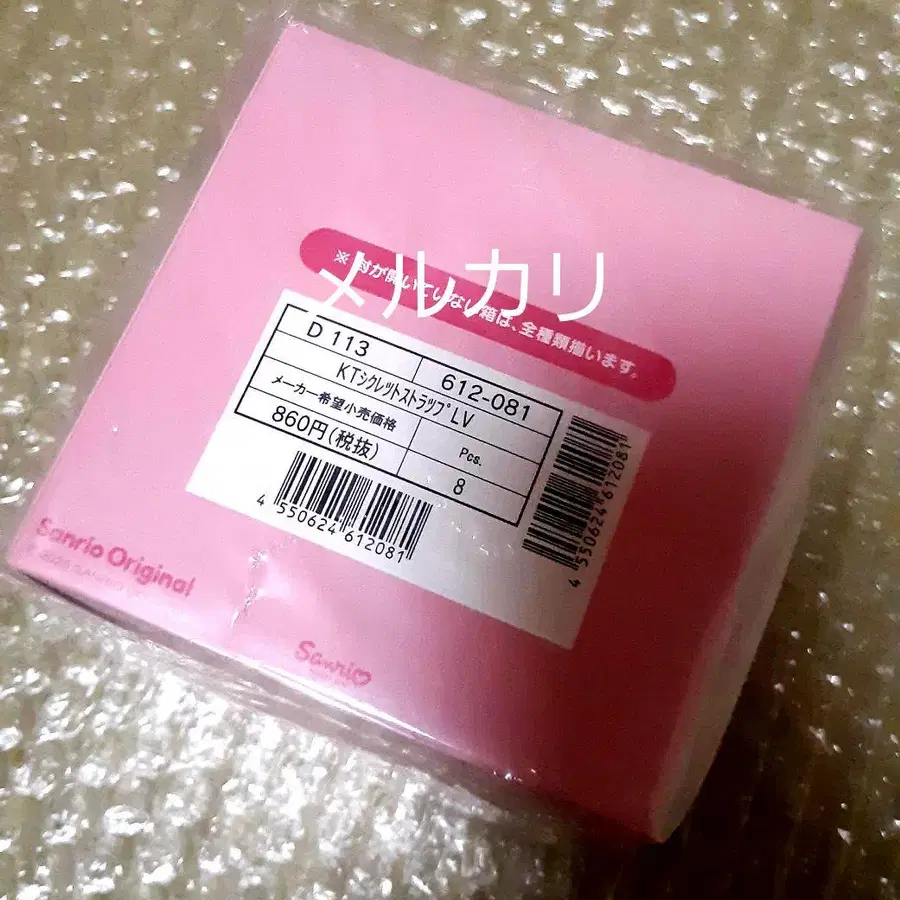 ※封が開いていない箱は、全種類揃います。
メルカリ
D 113
612-081
KTシクレットストラップLV
メーカー希望小売価格
860円(税抜)
Pcs.
8
4 550624 612081
4 550624 612081
Sanrio Original
Sanrio